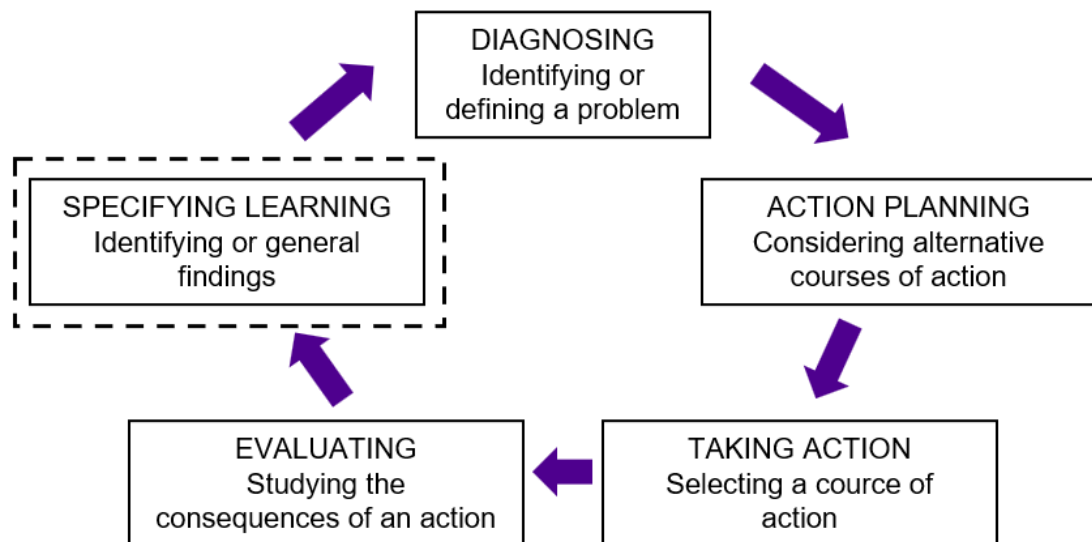 DIAGNOSING
Identifying or
defining a problem
ACTION PLANNING
Considering alternative
courses of action
TAKING ACTION
Selecting a cource of
action
EVALUATING
Studying the
consequences of an action
SPECIFYING LEARNING
Identifying or general
findings